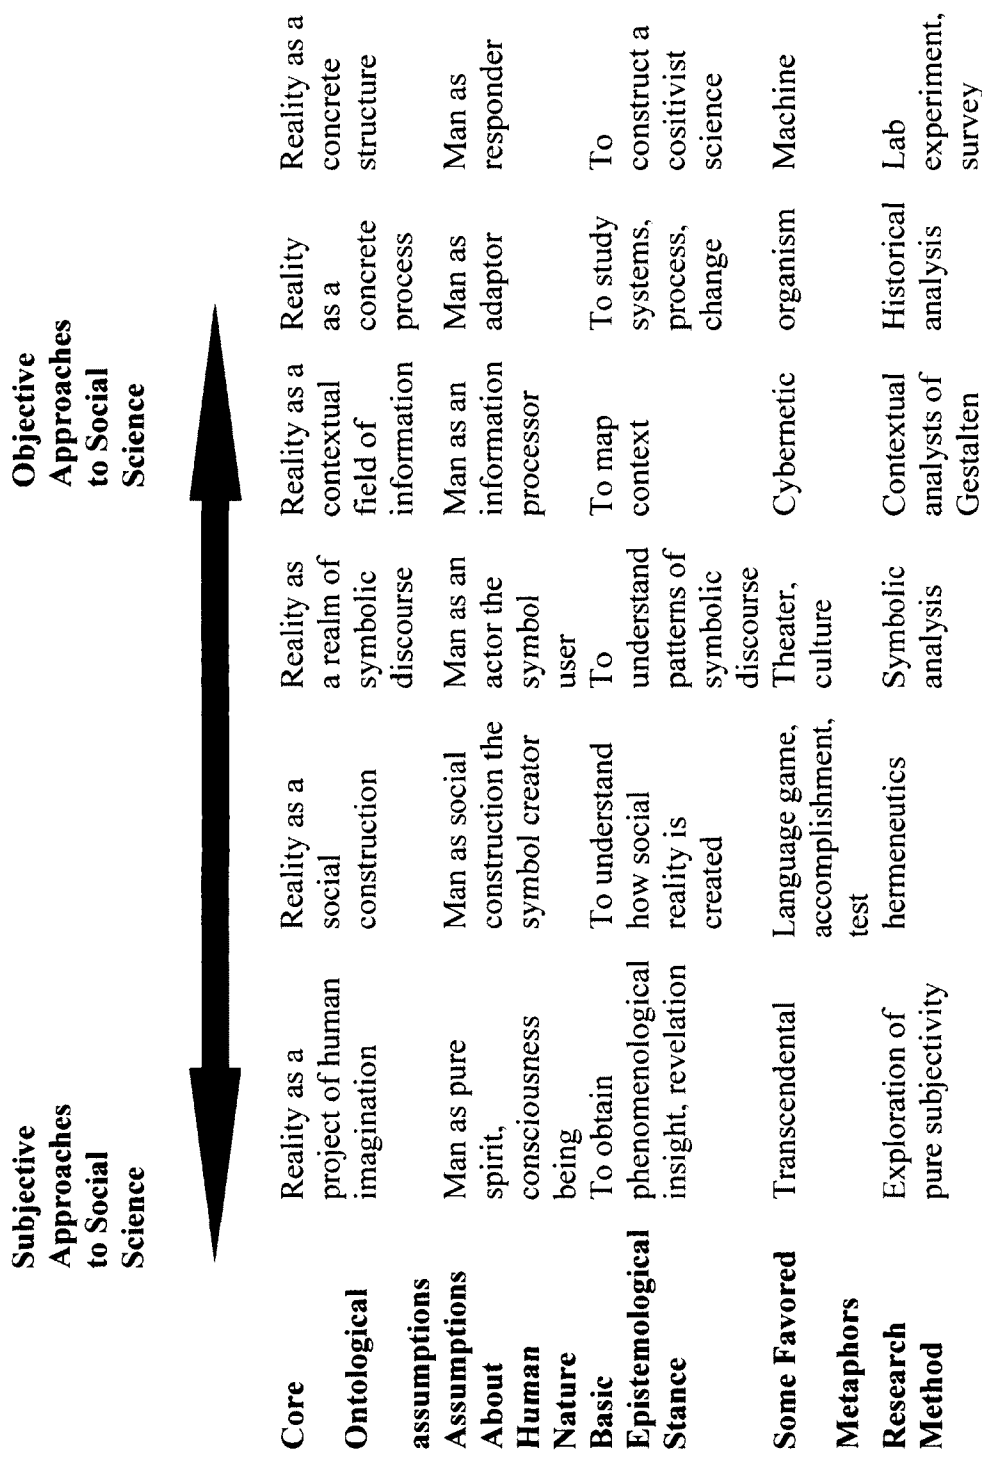 Subjective
Approaches
to Social
Science
Objective
Approaches
to Social
Science
Core
Ontological
assumptions
Reality as a
project of human
imagination
Reality as a
social
construction
Reality as
a realm of
symbolic
discourse
Reality as a
contextual
field of
information
Reality
as a
concrete
process
Reality as a
concrete
structure
Assumptions
About
Human
Nature
Man as pure
spirit,
consciousness
being
Man as social
construction the
symbol creator
Man as an
actor the
symbol
user
Man as an
information
processor
Man as
adaptor
Man as
responder
Basic
Epistemological
Stance
To obtain
phenomenological
insight, revelation
To understand
how social
reality is
created
To
understand
patterns of
symbolic
discourse
To map
context
To study
systems,
process,
change
To
construct a
cositivist
science
Some Favored
Metaphors
Transcendental
Language game,
accomplishment,
test
Theater,
culture
Cybernetic
organism
Machine
Research
Method
Exploration of
pure subjectivity
hermeneutics
Symbolic
analysis
Contextual
analysts of
Gestalten
Historical
analysis
Lab
experiment,
survey